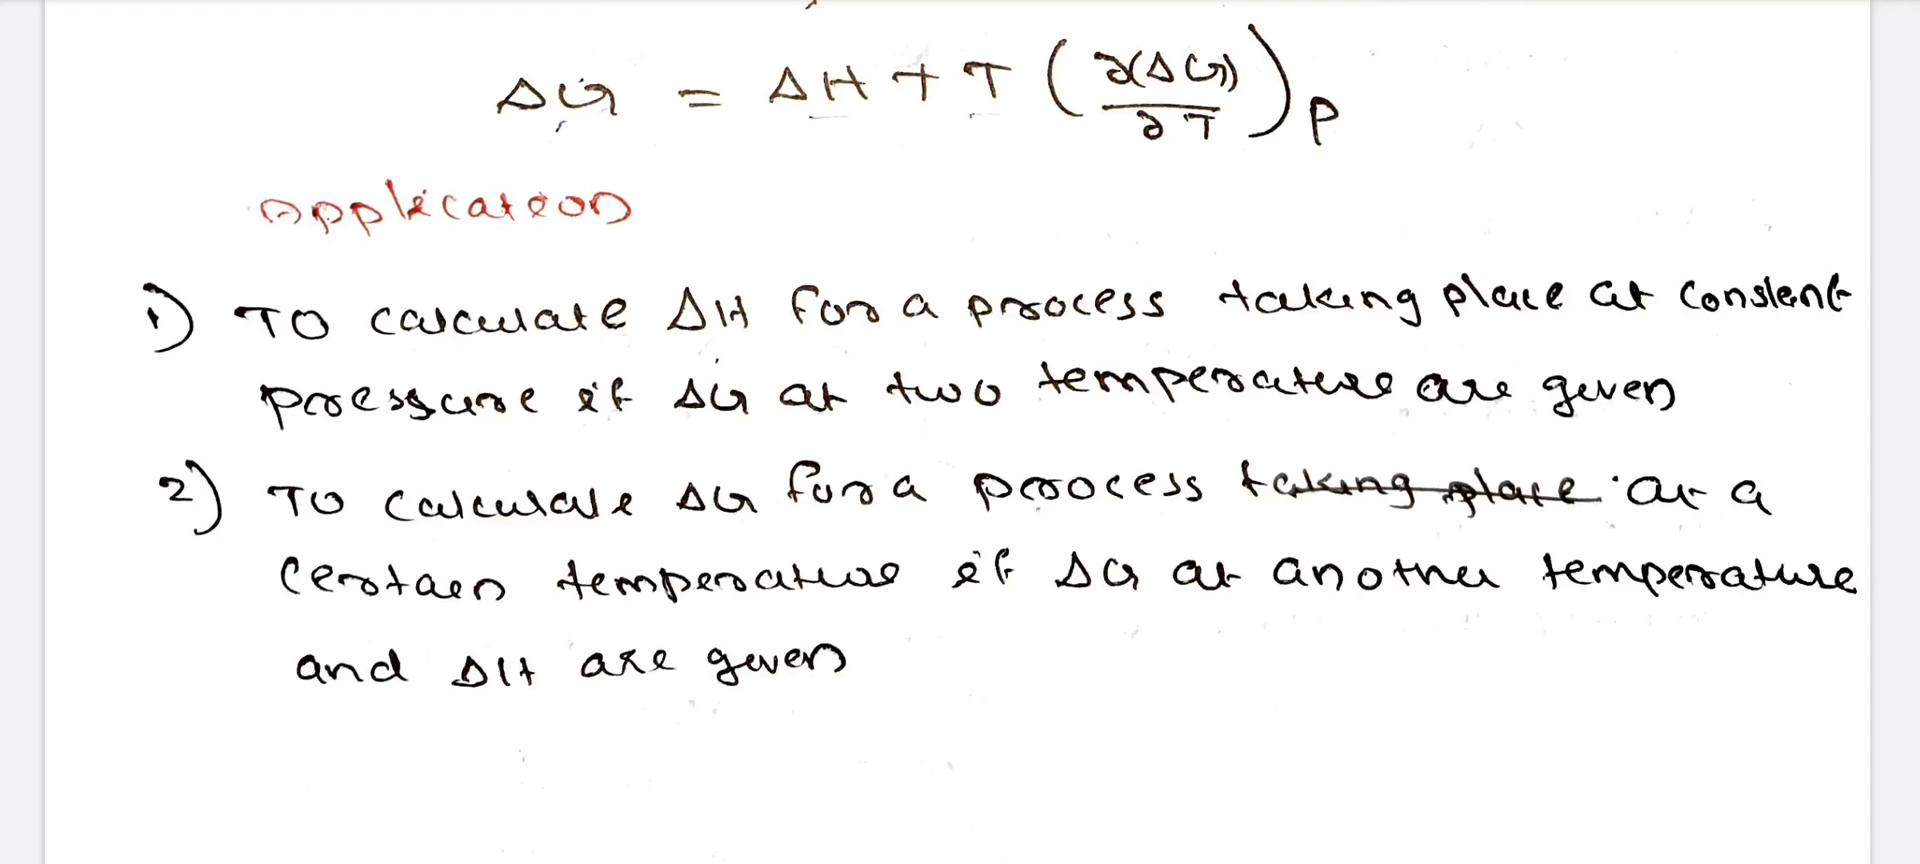 ΔG = ΔH + T (∂(ΔG)/∂T)P
application
1) To calculate ΔH for a process taking place at constent
pressure if ΔG at two temperature are given
2) To calculate ΔG for a process taking place at a
certain temperature if ΔG at another temperature
and ΔH are given